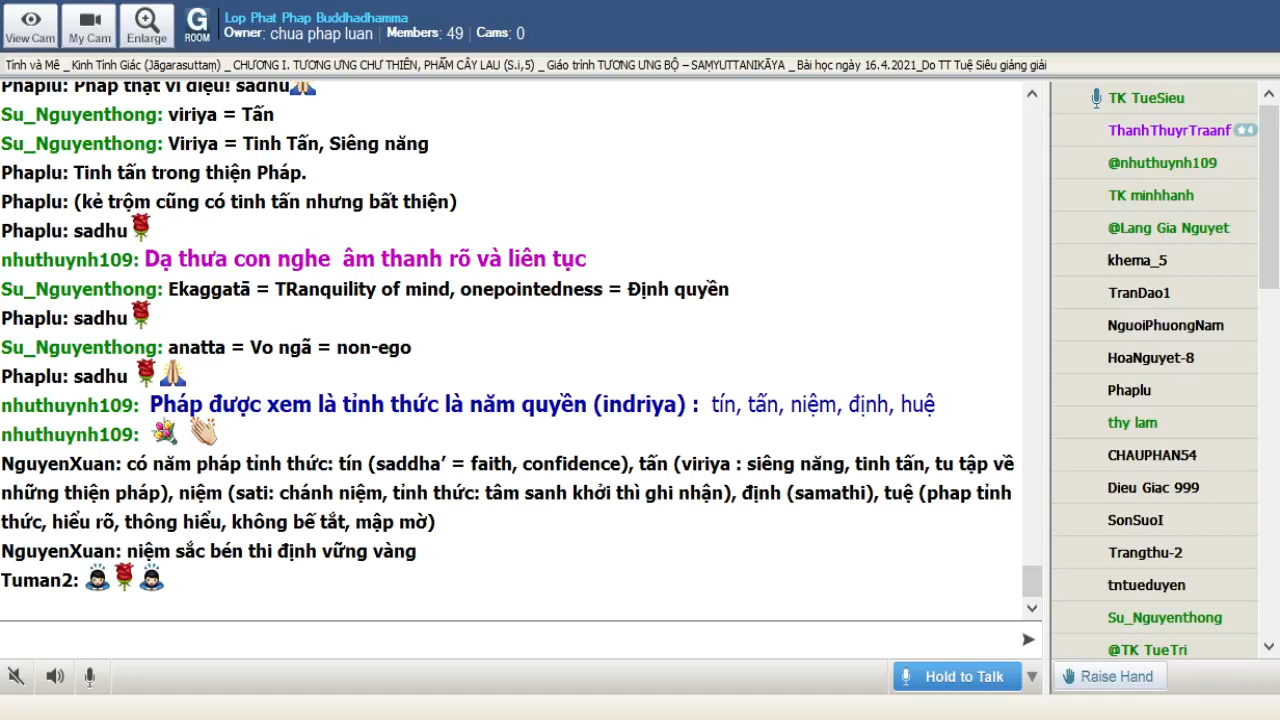 View Cam
My Cam
Enlarge
G
ROOM
Lop Phat Phap Buddhadhamma
Owner: chua phap luan Members: 49 Cams: 0
Tỉnh và Mê _ Kinh Tỉnh Giác (Jāgarasuttaṃ) _ CHƯƠNG I. TƯƠNG ƯNG CHƯ THIÊN, PHẨM CÂY LAU (S.i,5) _ Giáo trình TƯƠNG ƯNG BỘ – SAṂYUTTANIKĀYA _ Bài học ngày 16.4.2021_Do TT Tuệ Siêu giảng giải
Phaplu: Pháp thật vi diệu! sadhu
Su_Nguyenthong: viriya = Tấn
Su_Nguyenthong: Viriya = Tinh Tấn, Siêng năng
Phaplu: Tinh tấn trong thiện Pháp.
Phaplu: (kẻ trộm cũng có tinh tấn nhưng bất thiện)
Phaplu: sadhu
nhuthuynh109: Dạ thưa con nghe âm thanh rõ và liên tục
Su_Nguyenthong: Ekaggatā = TRanquility of mind, onepointedness = Định quyền
Phaplu: sadhu
Su_Nguyenthong: anatta = Vo ngã = non-ego
Phaplu: sadhu
nhuthuynh109: Pháp được xem là tỉnh thức là năm quyền (indriya) : tín, tấn, niệm, định, huệ
nhuthuynh109:
NguyenXuan: có năm pháp tỉnh thức: tín (saddha’ = faith, confidence), tấn (viriya : siêng năng, tinh tấn, tu tập về
những thiện pháp), niệm (sati: chánh niệm, tỉnh thức: tâm sanh khởi thì ghi nhận), định (samathi), tuệ (phap tỉnh
thức, hiểu rõ, thông hiểu, không bế tắt, mập mờ)
NguyenXuan: niệm sắc bén thi định vững vàng
Tuman2:
Hold to Talk
TK TueSieu
ThanhThuyrTraanf 4
@nhuthuynh109
TK minhhanh
@Lang Gia Nguyet
khema_5
TranDao1
NguoiPhuongNam
HoaNguyet-8
Phaplu
thy lam
CHAUPHAN54
Dieu Giac 999
SonSuoI
Trangthu-2
tntueduyen
Su_Nguyenthong
@TK TueTri
Raise Hand